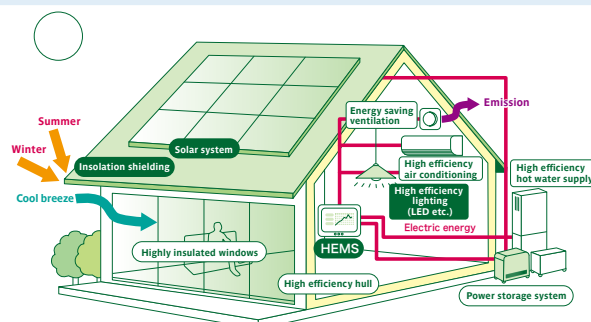 Summer
Winter
Insolation shielding
Solar system
Cool breeze
Highly insulated windows
Energy saving
ventilation
Emission
High efficiency
air conditioning
High efficiency
lighting
(LED etc.)
Electric energy
HEMS
High efficiency hull
High efficiency
hot water supply
Power storage system